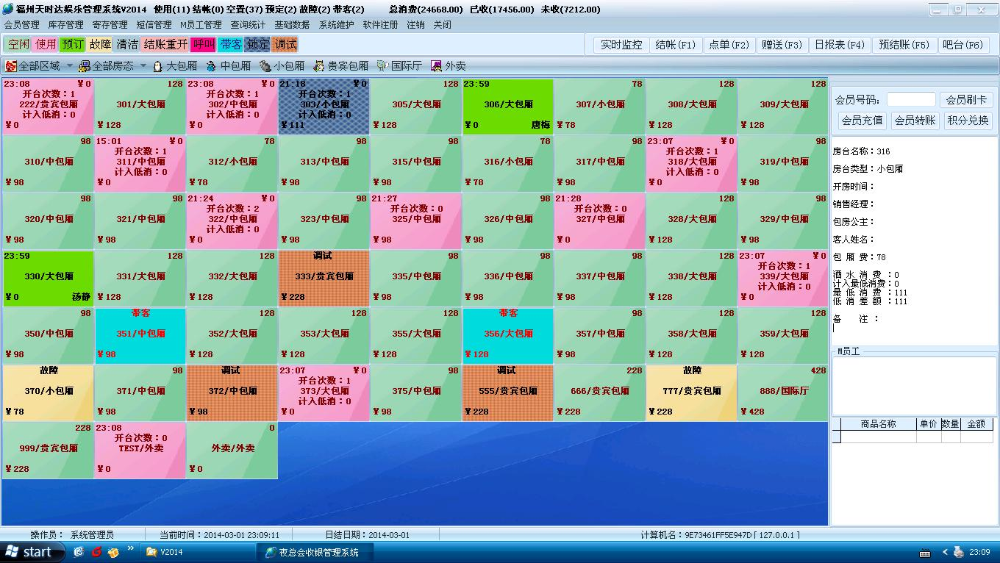 福州天时达娱乐管理系统V2014 使用(11) 结帐(0) 空置(37) 预定(2) 故障(2) 带客(2) 总消费(24668.00) 已收(17456.00) 未收(7212.00)
会员管理 库存管理 寄存管理 短信管理 M员工管理 查询统计 基础数据 系统维护 软件注册 注销 关闭
空闲 使用 预订 故障 清洁 结账重开 呼叫 带客 锁定 调试 实时监控 结帐(F1) 点单(F2) 赠送(F3) 日报表(F4) 预结账(F5) 吧台(F6)
全部区域 全部房态 大包厢 中包厢 小包厢 贵宾包厢 国际厅 外卖
23:08 ¥ 0 128 23:08 ¥ 0 21:18 ¥ 0 128 23:59 78 128 128
开台次数：1 开台次数：1 开台次数：1
222/贵宾包厢 301/大包厢 302/中包厢 303/小包厢 305/大包厢 306/大包厢 307/小包厢 308/大包厢 309/大包厢
计入低消：0 计入低消：0 计入低消：0
¥ 0 ¥ 128 ¥ 0 ¥ 111 ¥ 128 ¥ 0 唐梅 ¥ 78 ¥ 128 ¥ 128
98 15:01 ¥ 0 78 98 98 78 98 23:07 ¥ 0 98
开台次数：1 开台次数：1
310/中包厢 311/中包厢 312/小包厢 313/中包厢 315/中包厢 316/小包厢 317/中包厢 318/大包厢 319/中包厢
计入低消：0 计入低消：0
¥ 98 ¥ 0 ¥ 78 ¥ 98 ¥ 98 ¥ 78 ¥ 98 ¥ 0 ¥ 98
98 98 21:24 ¥ 0 98 21:27 98 21:28 128 98
开台次数：2 开台次数：0 开台次数：0
320/中包厢 321/中包厢 322/中包厢 323/中包厢 325/中包厢 326/中包厢 327/中包厢 328/大包厢 329/中包厢
计入低消：0
¥ 98 ¥ 98 ¥ 0 ¥ 98 ¥ 98 ¥ 98 ¥ 0 ¥ 128 ¥ 98
23:59 128 128 调试 98 98 98 128 23:07 ¥ 0
开台次数：1
330/大包厢 331/大包厢 332/大包厢 333/贵宾包厢 335/中包厢 336/中包厢 337/中包厢 338/大包厢 339/大包厢
计入低消：0
¥ 0 汤静 ¥ 128 ¥ 128 ¥ 228 ¥ 98 ¥ 98 ¥ 98 ¥ 128 ¥ 0
98 带客 128 128 128 带客 98 128 128
350/中包厢 351/中包厢 352/大包厢 353/大包厢 355/大包厢 356/大包厢 357/中包厢 358/大包厢 359/大包厢
¥ 98 ¥ 98 ¥ 128 ¥ 128 ¥ 128 ¥ 128 ¥ 98 ¥ 128 ¥ 128
故障 98 调试 23:07 ¥ 0 98 调试 228 故障 428
开台次数：1
370/小包厢 371/中包厢 372/中包厢 373/大包厢 375/中包厢 555/贵宾包厢 666/贵宾包厢 777/贵宾包厢 888/国际厅
计入低消：0
¥ 78 ¥ 98 ¥ 98 ¥ 0 ¥ 98 ¥ 228 ¥ 228 ¥ 228 ¥ 428
228 23:08 0
开台次数：0
999/贵宾包厢 TEST/外卖 外卖/外卖
¥ 228 ¥ 0 ¥ 0
会员号码: 会员刷卡
会员充值 会员转账 积分兑换
房台名称：316
房台类型：小包厢
开房时间：
销售经理：
包房公主：
客人姓名：
包 厢 费：78
酒 水 消 费 ：0
计入最低消费：0
最 低 消 费 ：111
低 消 差 额 ：111
备 注 ：
M员工
商品名称 单价 数量 金额
操作员： 系统管理员 当前时间：2014-03-01 23:09:11 日结日期：2014-03-01 计算机名：9E73461FF5E947D [ 127.0.0.1 ]
start V2014 夜总会收银管理系统 23:09